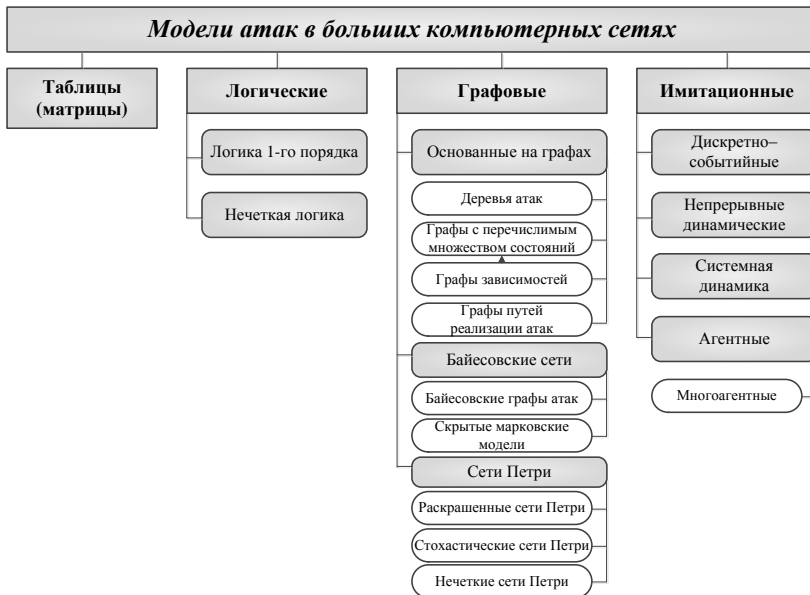 Модели атак в больших компьютерных сетях
Таблицы
(матрицы)
Логические
Логика 1-го порядка
Нечеткая логика
Графовые
Основанные на графах
Деревья атак
Графы с перечислимым
множеством состояний
Графы зависимостей
Графы путей
реализации атак
Байесовские сети
Байесовские графы атак
Скрытые марковские
модели
Сети Петри
Раскрашенные сети Петри
Стохастические сети Петри
Нечеткие сети Петри
Имитационные
Дискретно–
событийные
Непрерывные
динамические
Системная
динамика
Агентные
Многоагентные